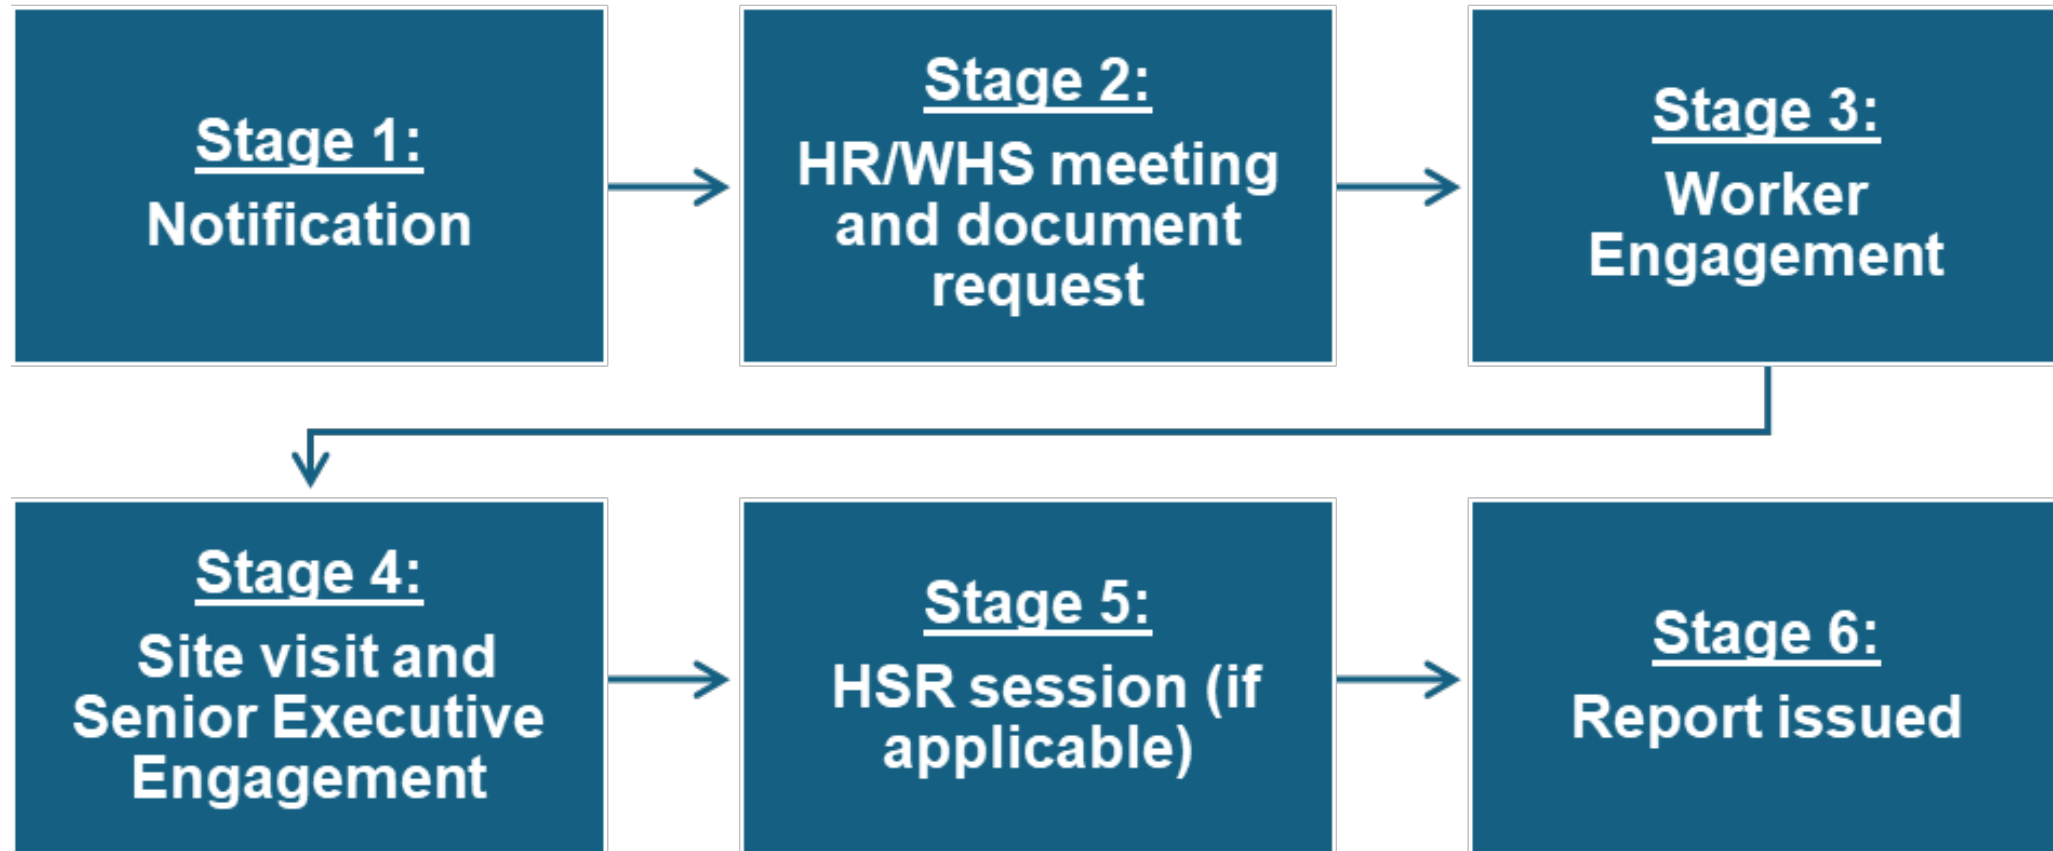 Stage 1:
Notification
Stage 2:
HR/WHS meeting
and document
request
Stage 3:
Worker
Engagement
Stage 4:
Site visit and
Senior Executive
Engagement
Stage 5:
HSR session (if
applicable)
Stage 6:
Report issued